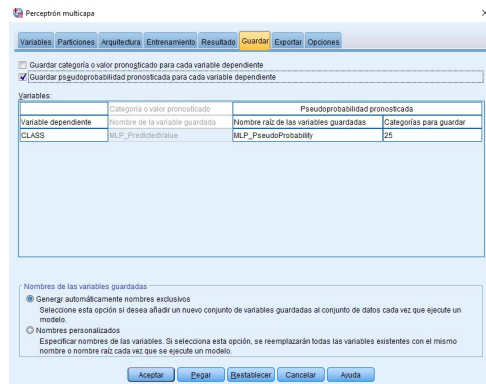 Perceptrón multicapa
Variables Particiones Arquitectura Entrenamiento Resultado Guardar Exportar Opciones
Guardar categoría o valor pronosticado para cada variable dependiente
Guardar pseudoprobabilidad pronosticada para cada variable dependiente
Variables:
Categoría o valor pronosticado Pseudoprobabilidad pronosticada
Variable dependiente Nombre de la variable guardada Nombre raíz de las variables guardadas Categorías para guardar
CLASS MLP_PredictedValue MLP_PseudoProbability 25
Nombres de las variables guardadas
Generar automáticamente nombres exclusivos
Seleccione esta opción si desea añadir un nuevo conjunto de variables guardadas al conjunto de datos cada vez que ejecute un
modelo.
Nombres personalizados
Especificar nombres de las variables. Si selecciona esta opción, se reemplazarán todas las variables existentes con el mismo
nombre o nombre raíz cada vez que se ejecute un modelo.
Aceptar Pegar Restablecer Cancelar Ayuda